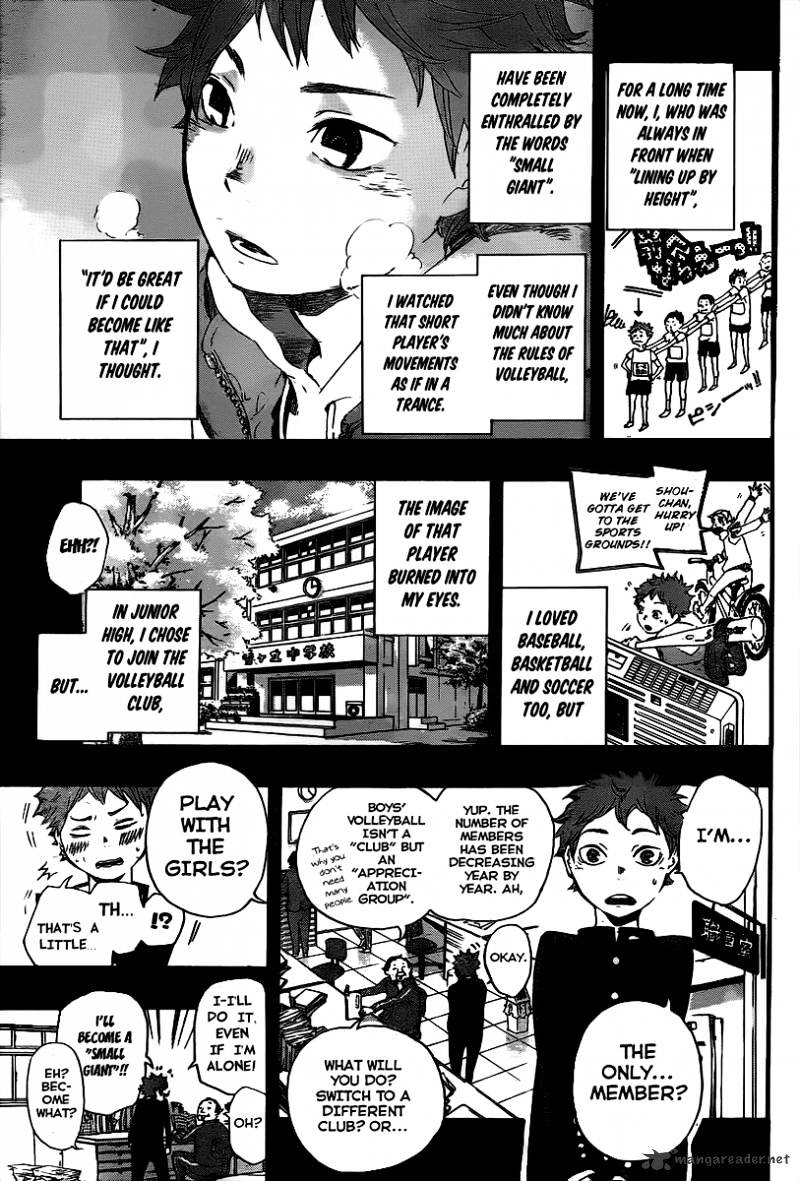 FOR A LONG TIME
NOW, I, WHO WAS
ALWAYS IN
FRONT WHEN
"LINING UP BY
HEIGHT",
HAVE BEEN
COMPLETELY
ENTHRALLED BY
THE WORDS
"SMALL
GIANT".
EVEN THOUGH I
DIDN'T KNOW
MUCH ABOUT
THE RULES OF
VOLLEYBALL,
I WATCHED
THAT SHORT
PLAYER'S
MOVEMENTS
AS IF IN A
TRANCE.
"IT'D BE GREAT
IF I COULD
BECOME LIKE
THAT", I
THOUGHT.
SHOU-
CHAN,
HURRY
UP!
WE'VE
GOTTA GET
TO THE
SPORTS
GROUNDS!!
I LOVED
BASEBALL,
BASKETBALL
AND SOCCER
TOO, BUT
THE IMAGE
OF THAT
PLAYER
BURNED INTO
MY EYES.
IN JUNIOR
HIGH, I CHOSE
TO JOIN THE
VOLLEYBALL
CLUB,
BUT...
EHH?!
I'M...
職員室
THE
ONLY...
MEMBER?
YUP. THE
NUMBER OF
MEMBERS
HAS BEEN
DECREASING
YEAR BY
YEAR. AH,
BOYS'
VOLLEYBALL
ISN'T A
"CLUB" BUT
AN
"APPRECI-
ATION
GROUP".
That's
why you
don't
need
many
people
OKAY.
WHAT WILL
YOU DO?
SWITCH TO A
DIFFERENT
CLUB? OR...
PLAY
WITH
THE
GIRLS?
!?
TH...
THAT'S A
LITTLE...
I-I'LL
DO IT.
EVEN
IF I'M
ALONE!
OH?
I'LL
BECOME A
"SMALL
GIANT"!!
EH?
BEC-
OME
WHAT?
mangareader.net